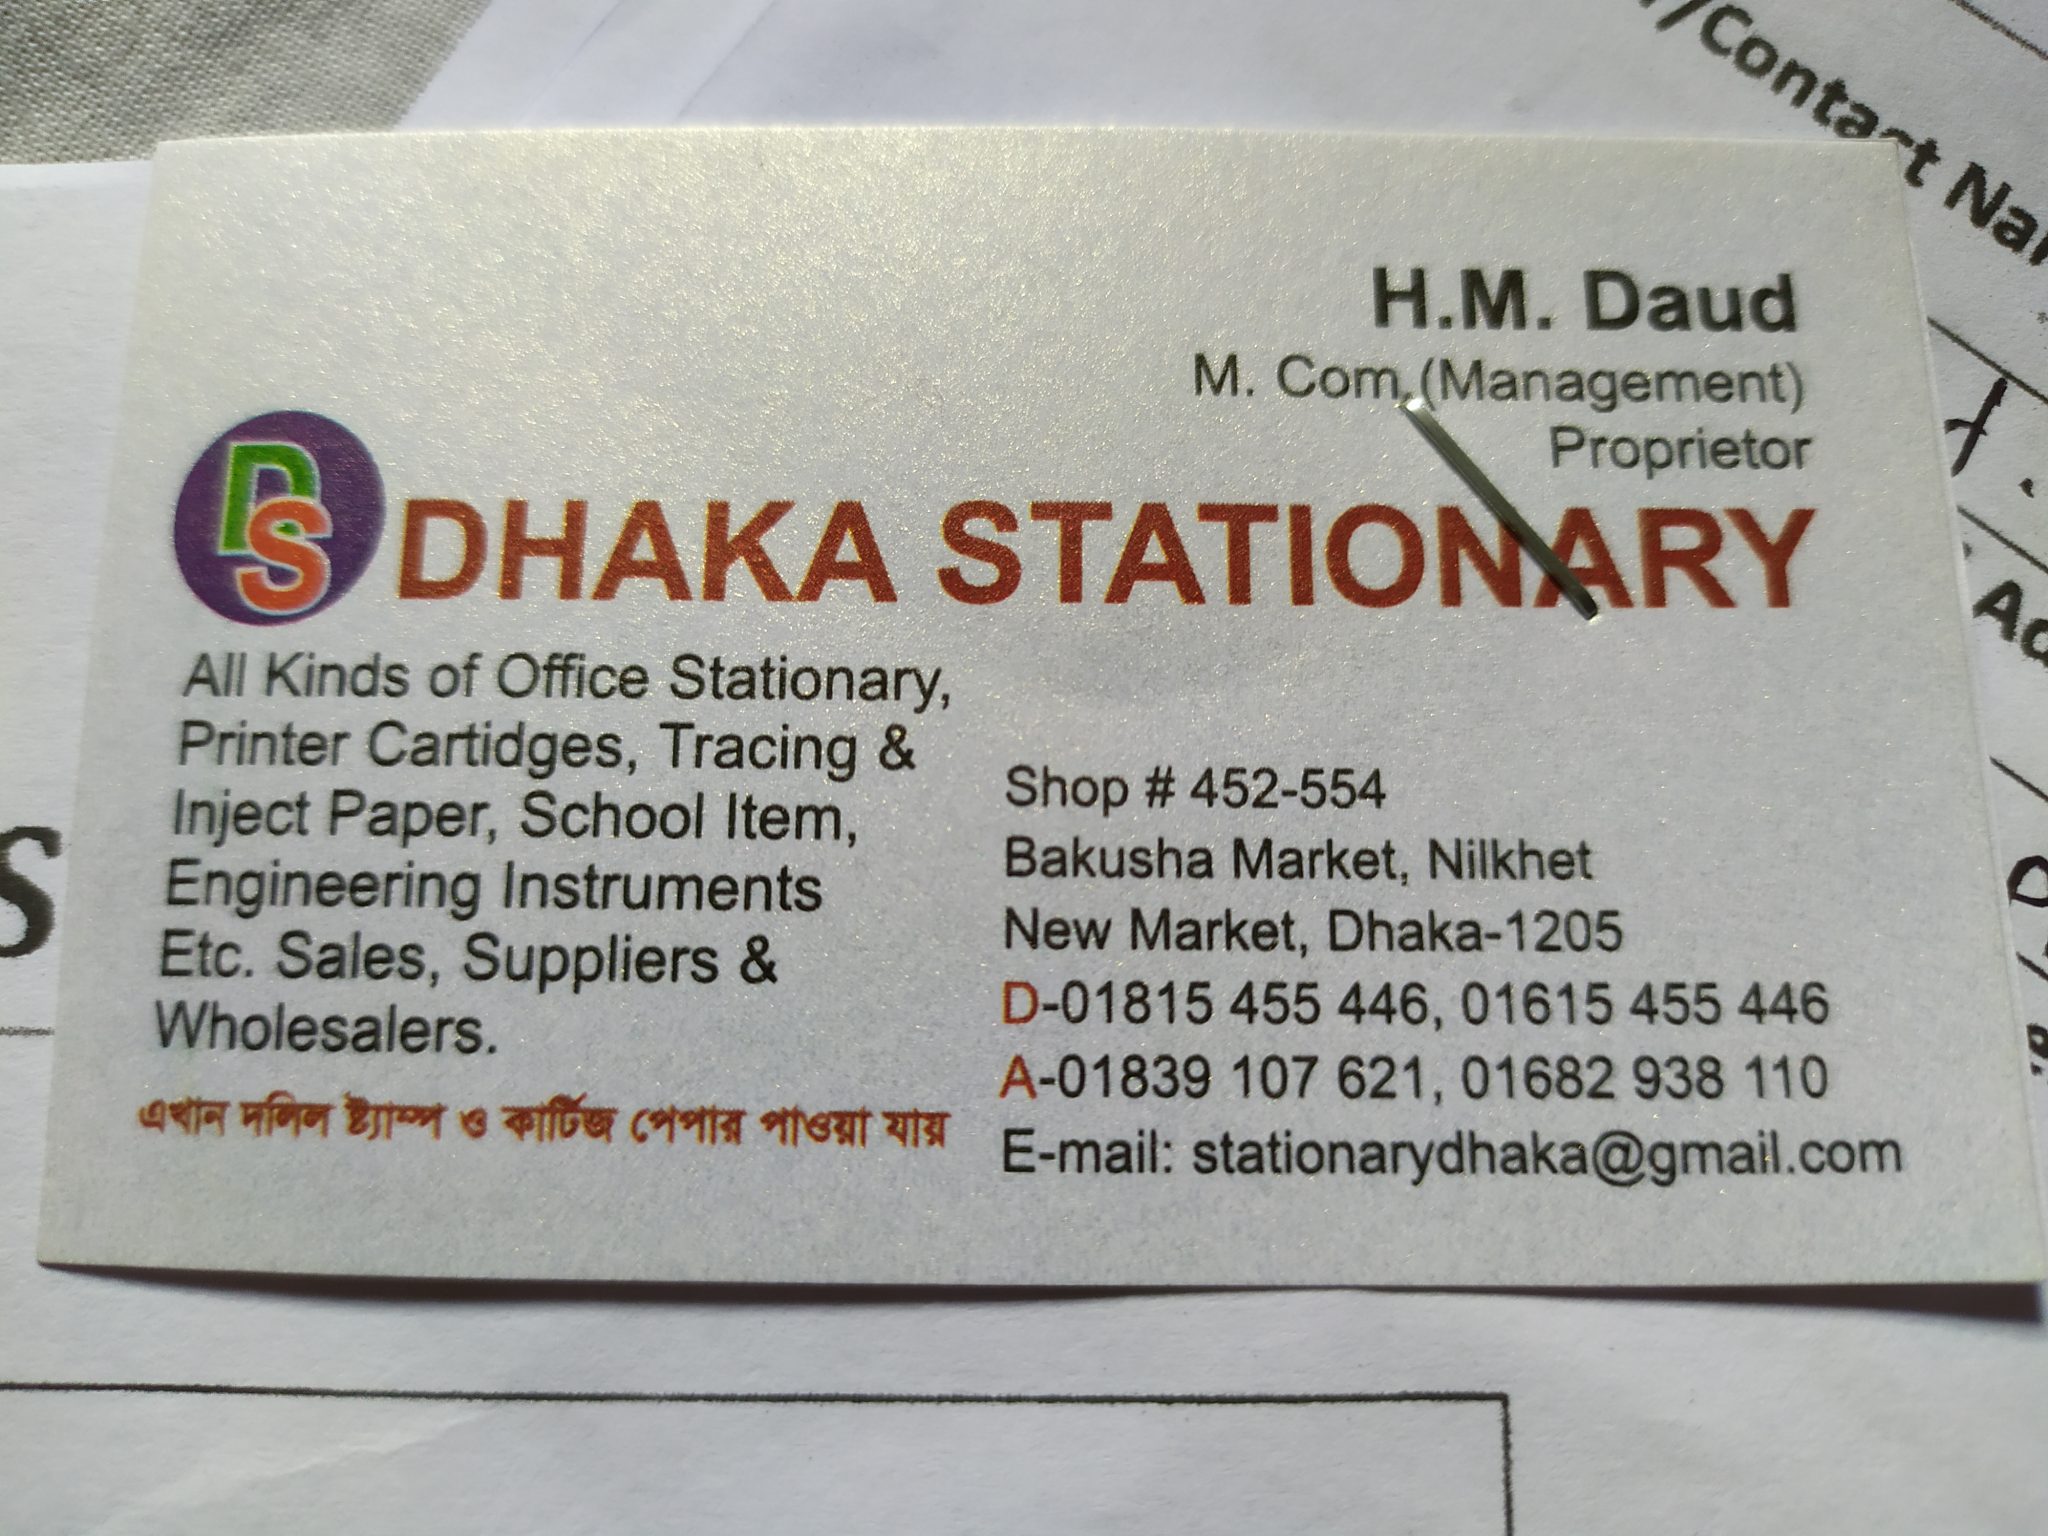 /Contact Na
H.M. Daud
M. Com.(Management)
Proprietor
DS DHAKA STATIONARY
All Kinds of Office Stationary,
Printer Cartidges, Tracing &
Inject Paper, School Item,
Engineering Instruments
Etc. Sales, Suppliers &
Wholesalers.
এখান দলিল ষ্ট্যাম্প ও কার্টিজ পেপার পাওয়া যায়
Shop # 452-554
Bakusha Market, Nilkhet
New Market, Dhaka-1205
D-01815 455 446, 01615 455 446
A-01839 107 621, 01682 938 110
E-mail: stationarydhaka@gmail.com